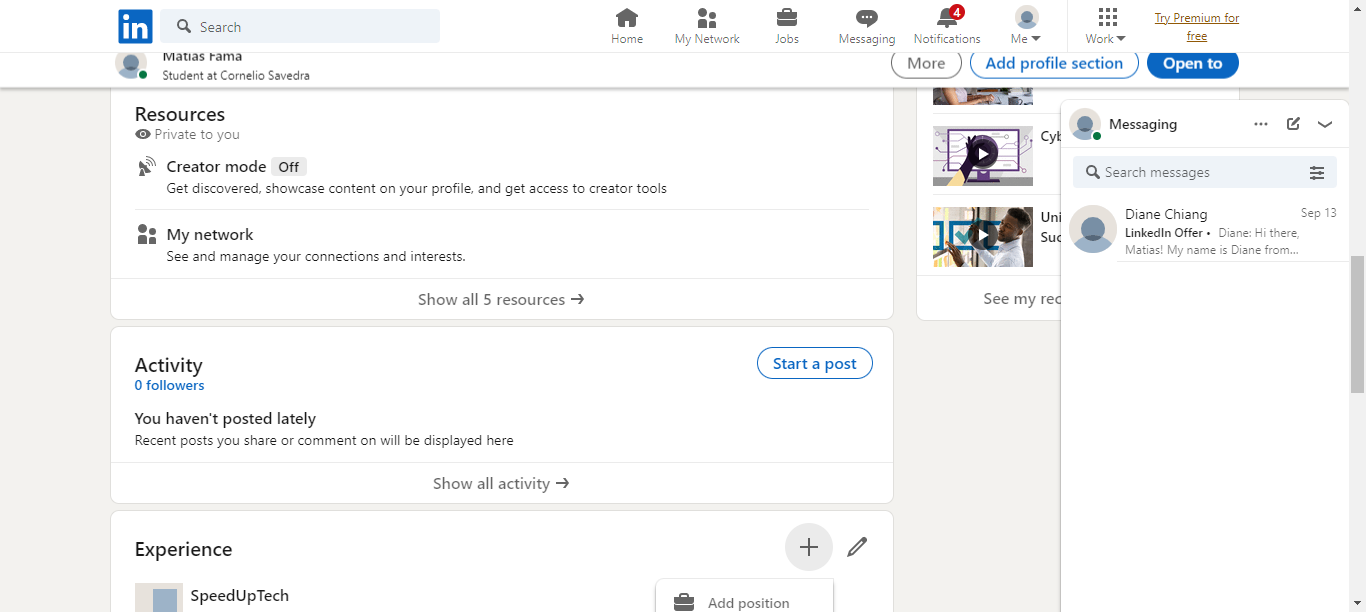 in
Search
Home
My Network
Jobs
Messaging
4
Notifications
Me
Work
Try Premium for
free
Matias Fama
Student at Cornelio Savedra
More
Add profile section
Open to
Resources
Private to you
Creator mode Off
Get discovered, showcase content on your profile, and get access to creator tools
My network
See and manage your connections and interests.
Show all 5 resources →
Activity
0 followers
Start a post
You haven't posted lately
Recent posts you share or comment on will be displayed here
Show all activity →
Experience
SpeedUpTech
Add position
Cyb
Uni
Suc
See my rec
Messaging
Search messages
Diane Chiang
Sep 13
LinkedIn Offer • Diane: Hi there,
Matias! My name is Diane from...